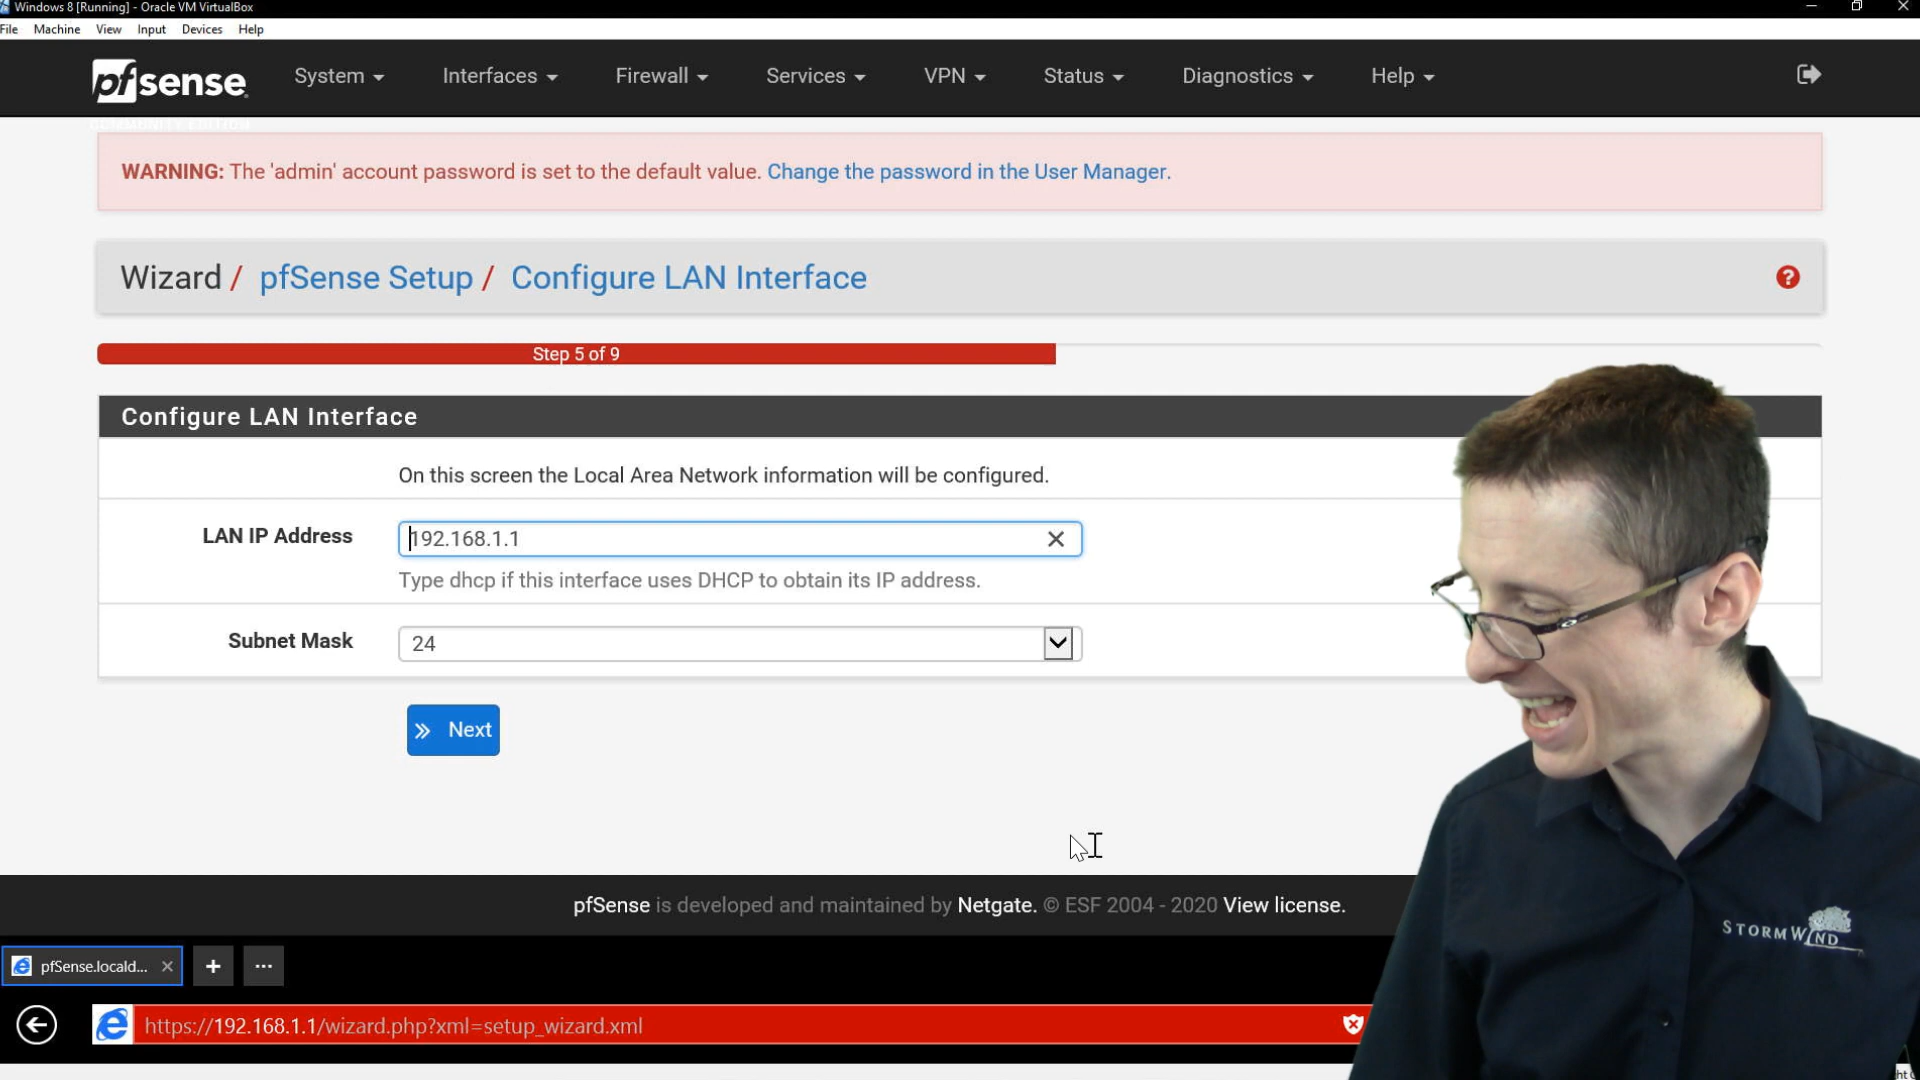 Windows 8 [Running] - Oracle VM VirtualBox
File Machine View Input Devices Help
pfsense
System Interfaces Firewall Services VPN Status Diagnostics Help
COMMUNITY EDITION
WARNING: The 'admin' account password is set to the default value. Change the password in the User Manager.
Wizard / pfSense Setup / Configure LAN Interface
Step 5 of 9
Configure LAN Interface
On this screen the Local Area Network information will be configured.
LAN IP Address 192.168.1.1
Type dhcp if this interface uses DHCP to obtain its IP address.
Subnet Mask 24
Next
pfSense is developed and maintained by Netgate. © ESF 2004 - 2020 View license.
STORMWIND
pfSense.locald...
https://192.168.1.1/wizard.php?xml=setup_wizard.xml